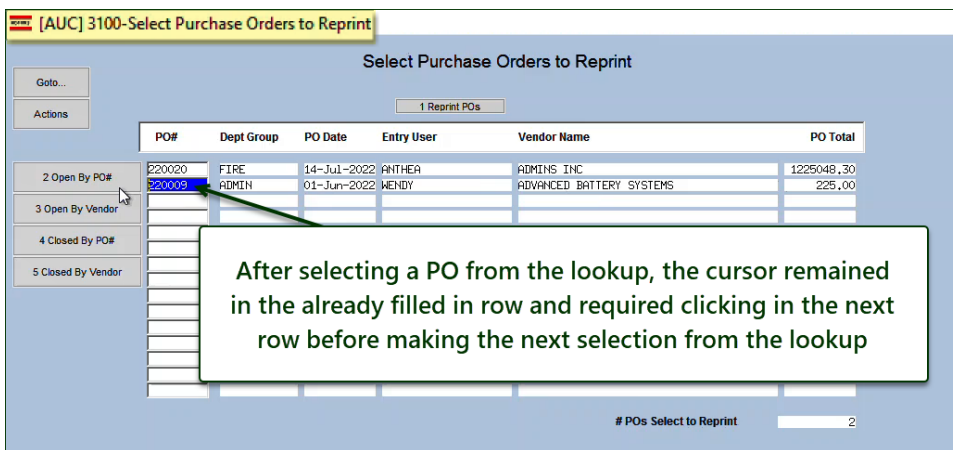 [AUC] 3100-Select Purchase Orders to Reprint
Select Purchase Orders to Reprint
Goto...
Actions
1 Reprint POs
PO# Dept Group PO Date Entry User Vendor Name PO Total
2 Open By PO#
220020 FIRE 14-Jul-2022 ANTHEA ADMINS INC 1225048.30
220009 ADMIN 01-Jun-2022 WENDY ADVANCED BATTERY SYSTEMS 225.00
3 Open By Vendor
4 Closed By PO#
5 Closed By Vendor
After selecting a PO from the lookup, the cursor remained
in the already filled in row and required clicking in the next
row before making the next selection from the lookup
# POs Select to Reprint 2